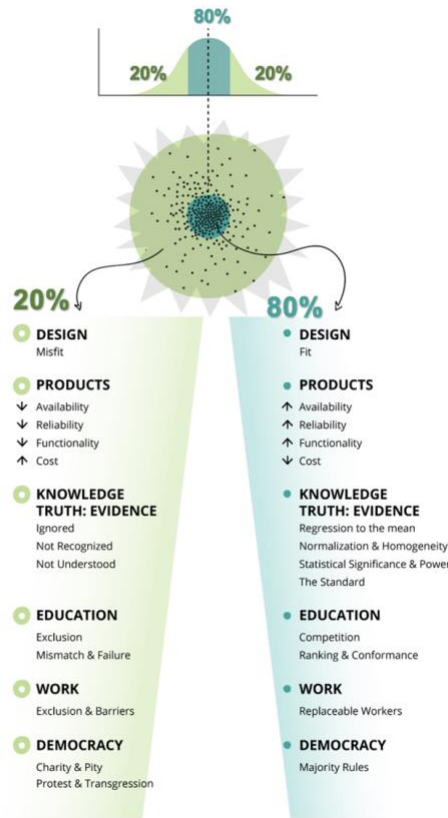 80%
20%
20%
20%
DESIGN
Misfit
PRODUCTS
Availability
Reliability
Functionality
Cost
KNOWLEDGE
TRUTH: EVIDENCE
Ignored
Not Recognized
Not Understood
EDUCATION
Exclusion
Mismatch & Failure
WORK
Exclusion & Barriers
DEMOCRACY
Charity & Pity
Protest & Transgression
80%
DESIGN
Fit
PRODUCTS
Availability
Reliability
Functionality
Cost
KNOWLEDGE
TRUTH: EVIDENCE
Regression to the mean
Normalization & Homogeneity
Statistical Significance & Power
The Standard
EDUCATION
Competition
Ranking & Conformance
WORK
Replaceable Workers
DEMOCRACY
Majority Rules